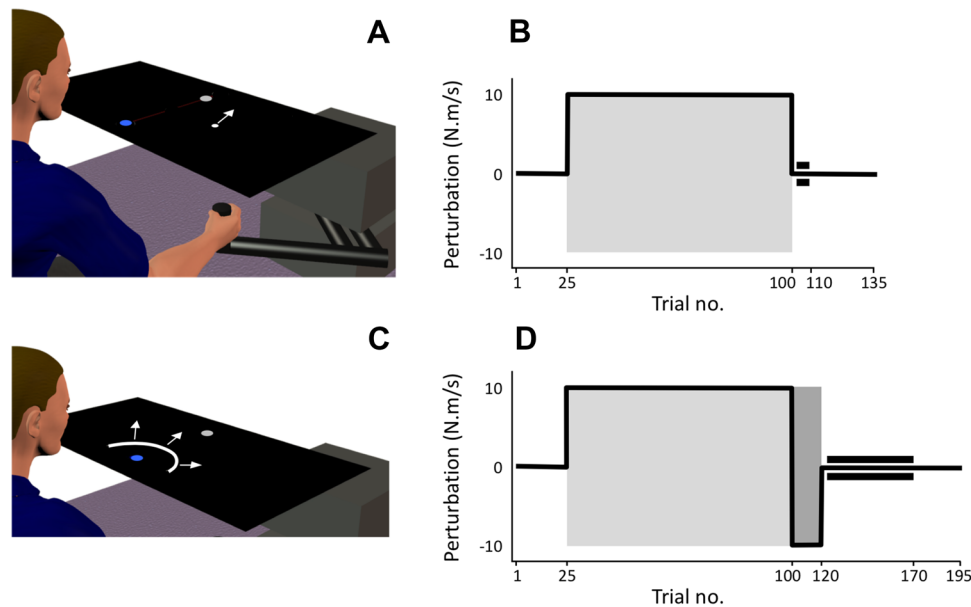 A
B
Perturbation (N.m/s)
10
0
-10
1 25 100 110 135
Trial no.
C
D
Perturbation (N.m/s)
10
0
-10
1 25 100 120 170 195
Trial no.